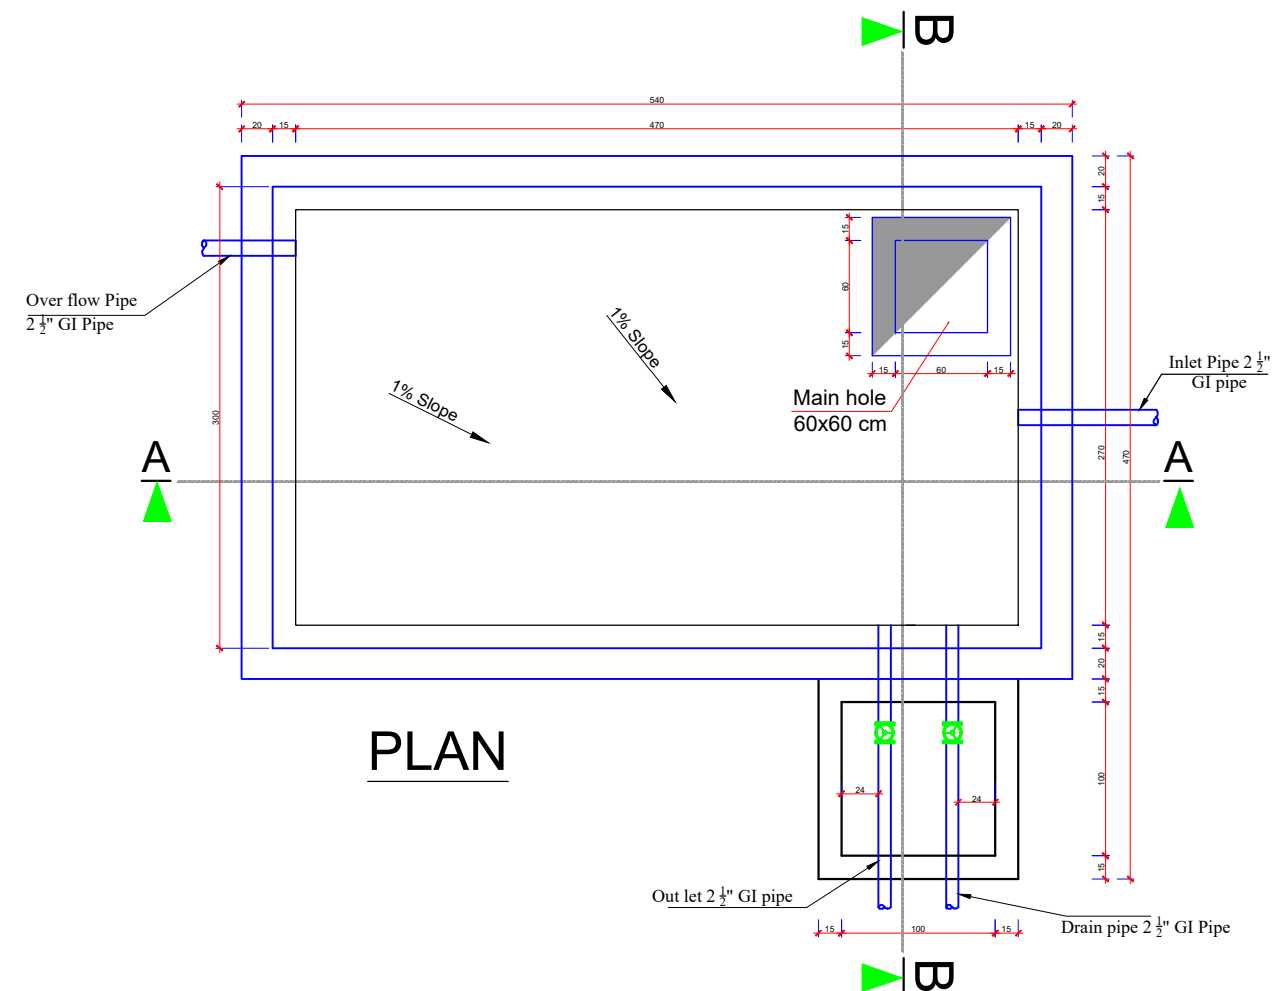 B
540
20 15 470 15 20
20
15
15
60
15
300
270
470
Over flow Pipe
2 1/2" GI Pipe
1% Slope
1% Slope
15 60 15
Main hole
60x60 cm
Inlet Pipe 2 1/2"
GI pipe
A
A
15
20
15
100
15
PLAN
24
24
Out let 2 1/2" GI pipe
Drain pipe 2 1/2" GI Pipe
15 100 15
B